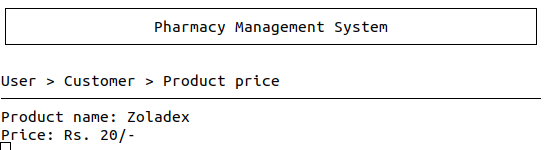 Pharmacy Management System
User > Customer > Product price
Product name: Zoladex
Price: Rs. 20/-